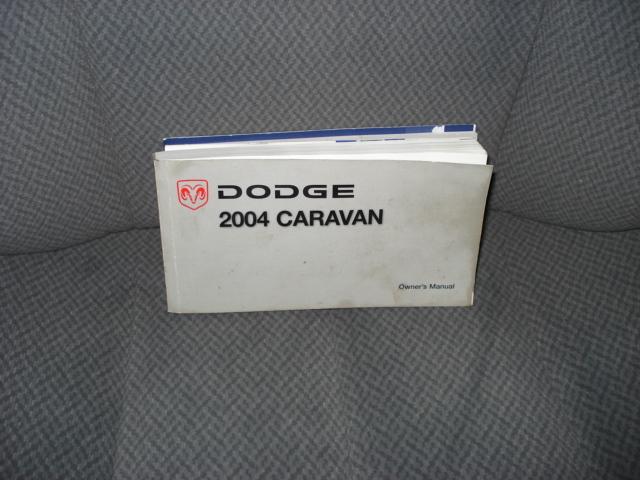 DODGE
2004 CARAVAN
Owner's Manual